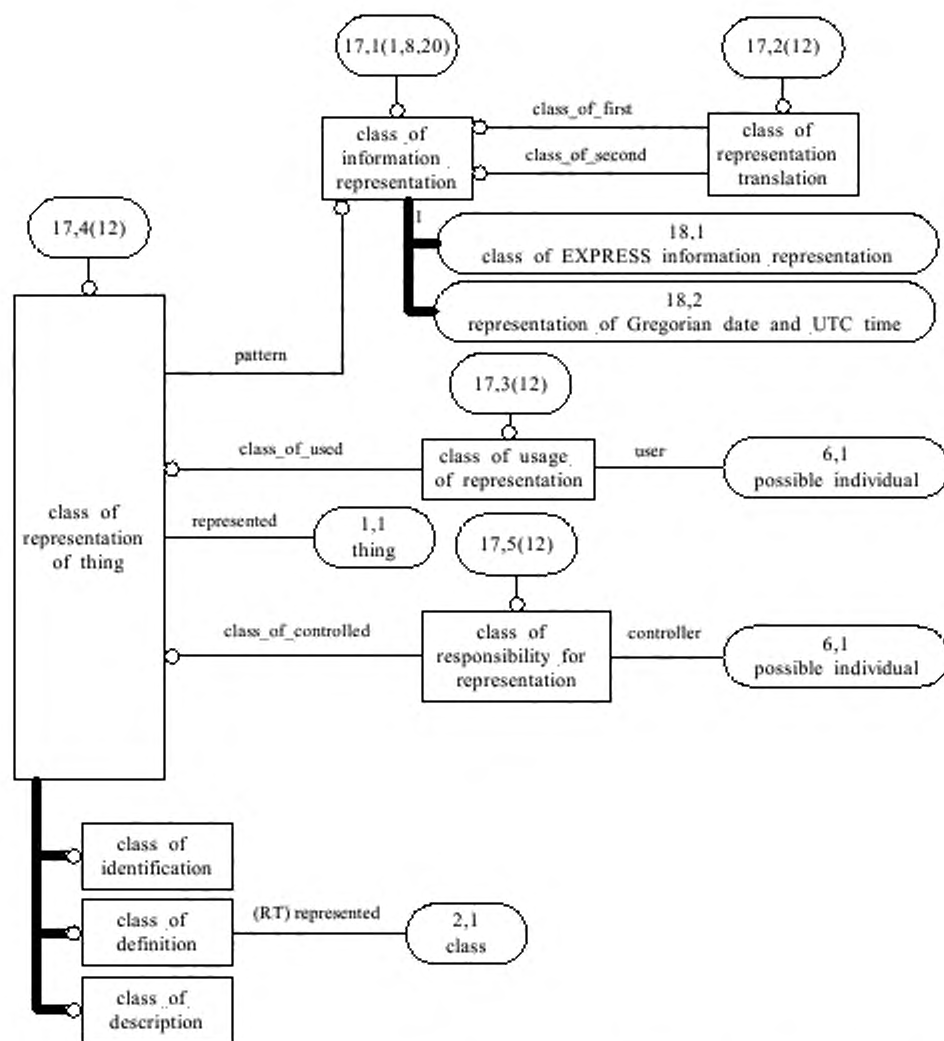 17,1(1,8,20)
17,2(12)
class_of_first
class of
information
representation
class of
representation
translation
class_of_second
17,4(12)
1
18,1
class of EXPRESS information representation
18,2
representation of Gregorian date and UTC time
pattern
17,3(12)
class_of_used
class of usage
of representation
user
6,1
possible individual
class of
representation
of thing
represented
1,1
thing
17,5(12)
class_of_controlled
class of
responsibility for
representation
controller
6,1
possible individual
class of
identification
class of
definition
(RT) represented
2,1
class
class of
description